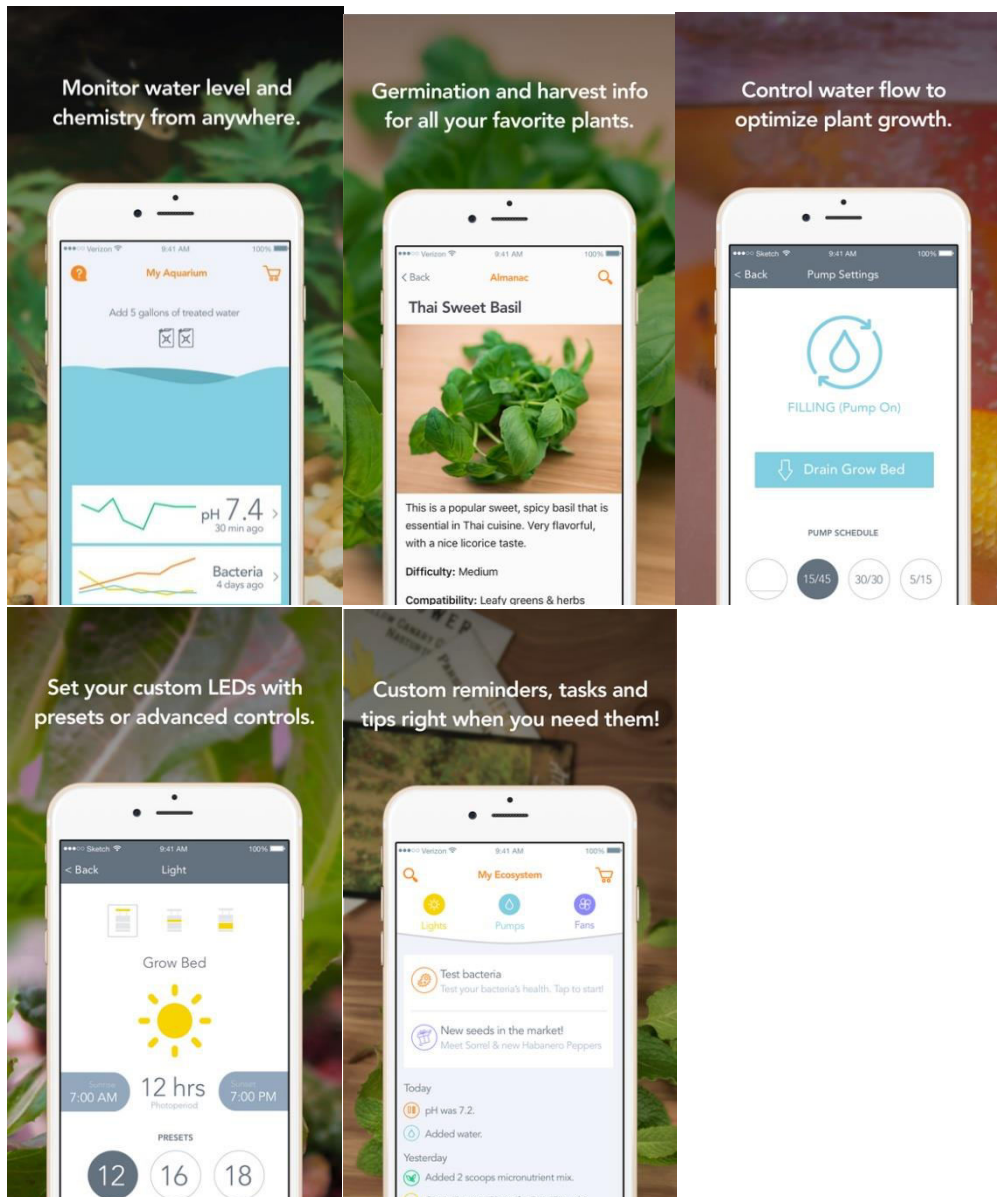 Monitor water level and
chemistry from anywhere.
Verizon
9:41 AM
100%
My Aquarium
Add 5 gallons of treated water
pH 7.4
30 min ago
Bacteria
4 days ago
Germination and harvest info
for all your favorite plants.
Verizon
9:41 AM
100%
< Back
Almanac
Thai Sweet Basil
This is a popular sweet, spicy basil that is
essential in Thai cuisine. Very flavorful,
with a nice licorice taste.
Difficulty: Medium
Compatibility: Leafy greens & herbs
Control water flow to
optimize plant growth.
Sketch
9:41 AM
100%
< Back
Pump Settings
FILLING (Pump On)
Drain Grow Bed
PUMP SCHEDULE
15/45
30/30
5/15
Set your custom LEDs with
presets or advanced controls.
Sketch
9:41 AM
100%
< Back
Light
Grow Bed
Sunrise
7:00 AM
12 hrs
Photoperiod
Sunset
7:00 PM
PRESETS
12
16
18
Custom reminders, tasks and
tips right when you need them!
Verizon
9:41 AM
100%
My Ecosystem
Lights
Pumps
Fans
Test bacteria
Test your bacteria's health. Tap to start!
New seeds in the market!
Meet Sorrel & new Habanero Peppers
Today
pH was 7.2.
Added water.
Yesterday
Added 2 scoops micronutrient mix.